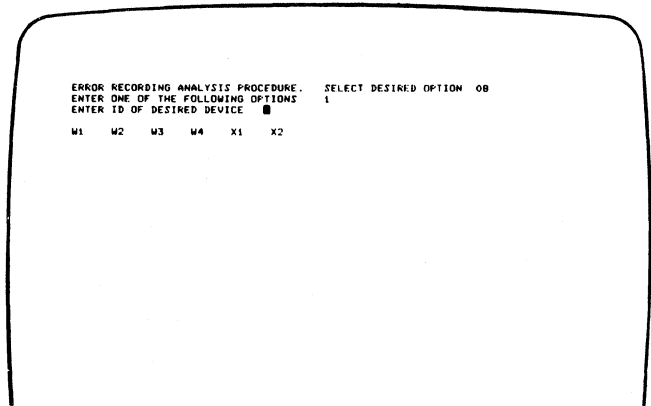 ERROR RECORDING ANALYSIS PROCEDURE. SELECT DESIRED OPTION 08
ENTER ONE OF THE FOLLOWING OPTIONS 1
ENTER ID OF DESIRED DEVICE
W1 W2 W3 W4 X1 X2